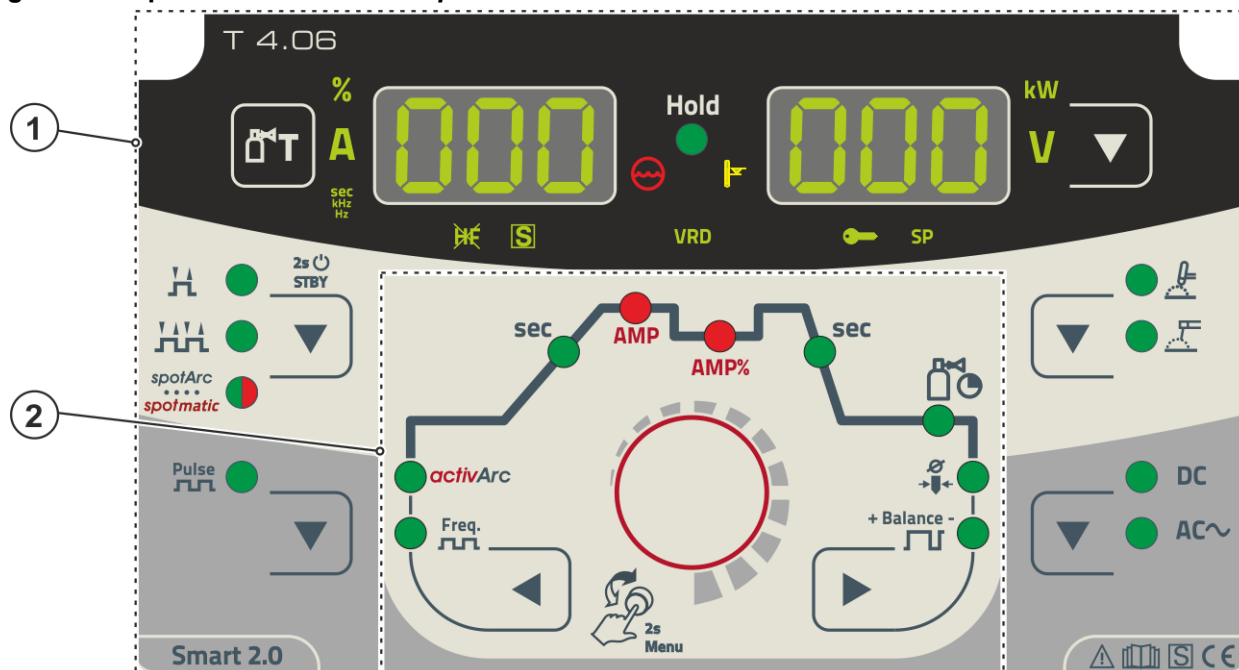 T 4.06
%
kW
T
A
000
Hold
000
V
sec
kHz
Hz
HF
S
VRD
SP
2s
STBY
sec
AMP
sec
AMP%
spotArc
spotmatic
1
2
Pulse
activArc
Freq.
+ Balance -
DC
AC
2s
Menu
Smart 2.0
S CE